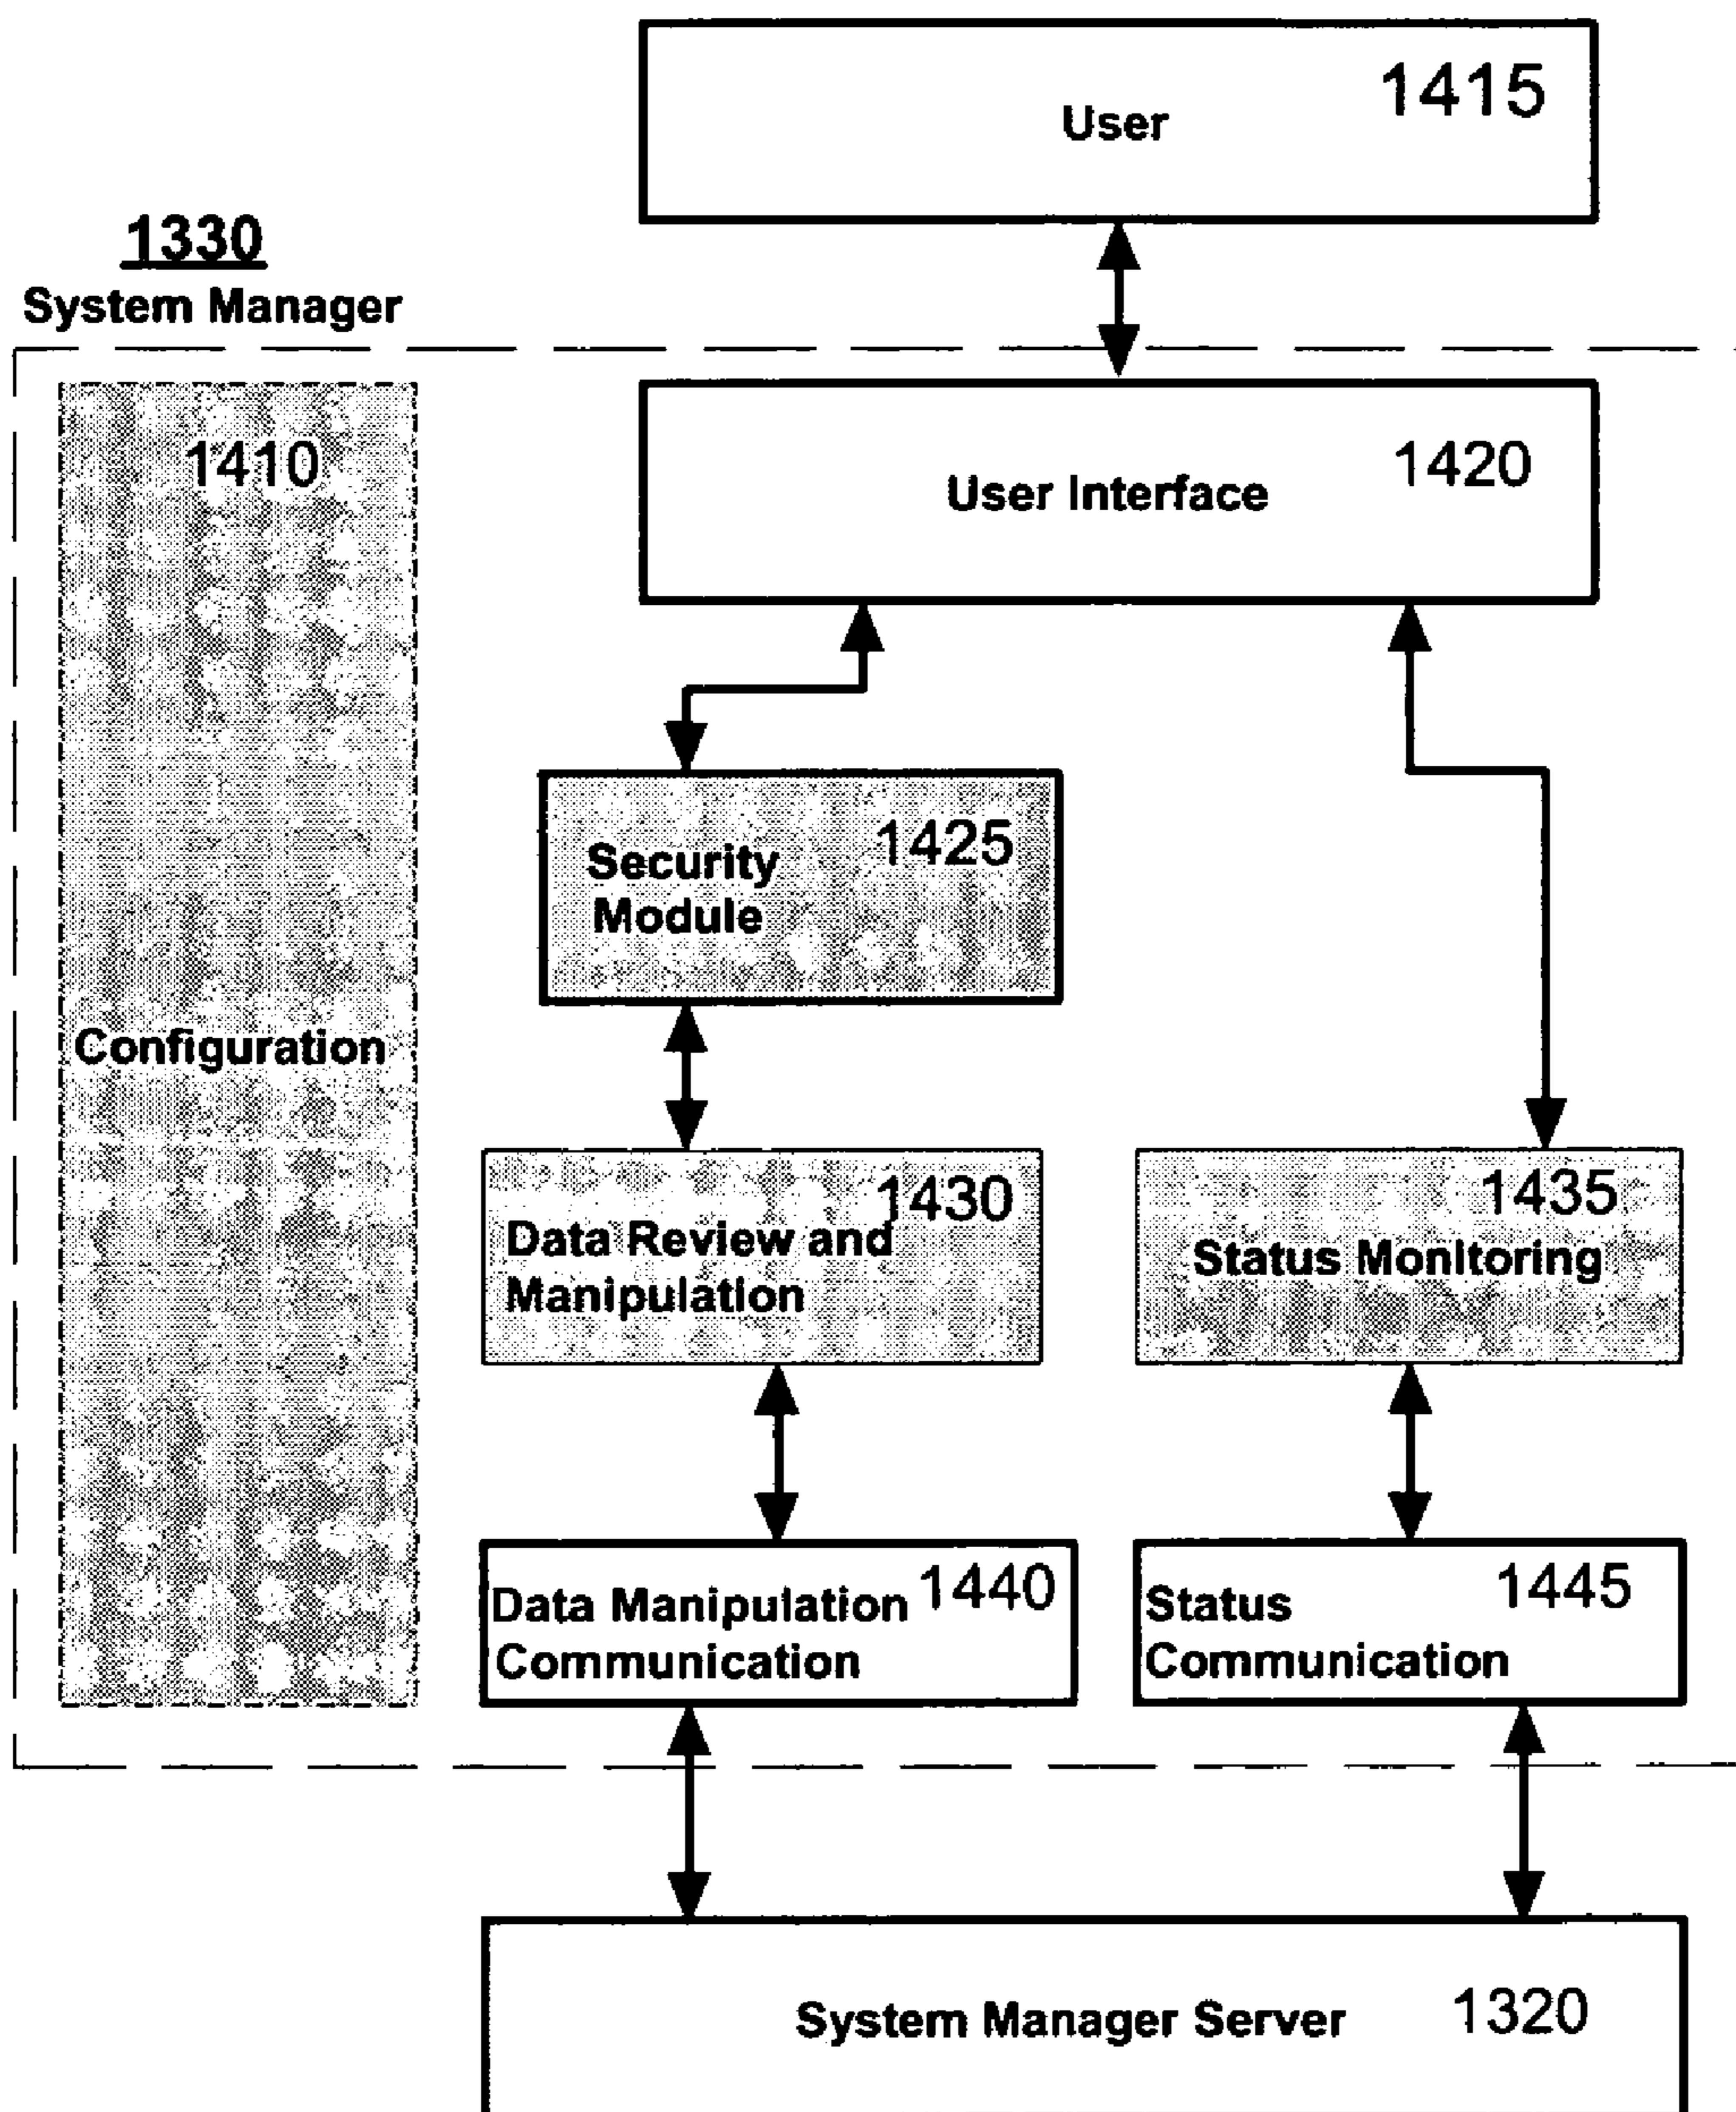 1415
User
1330
System Manager
1410
1420
User Interface
1425
Security
Module
Configuration
1430
Data Review and
Manipulation
1435
Status Monitoring
1440
Data Manipulation
Communication
1445
Status
Communication
System Manager Server 1320